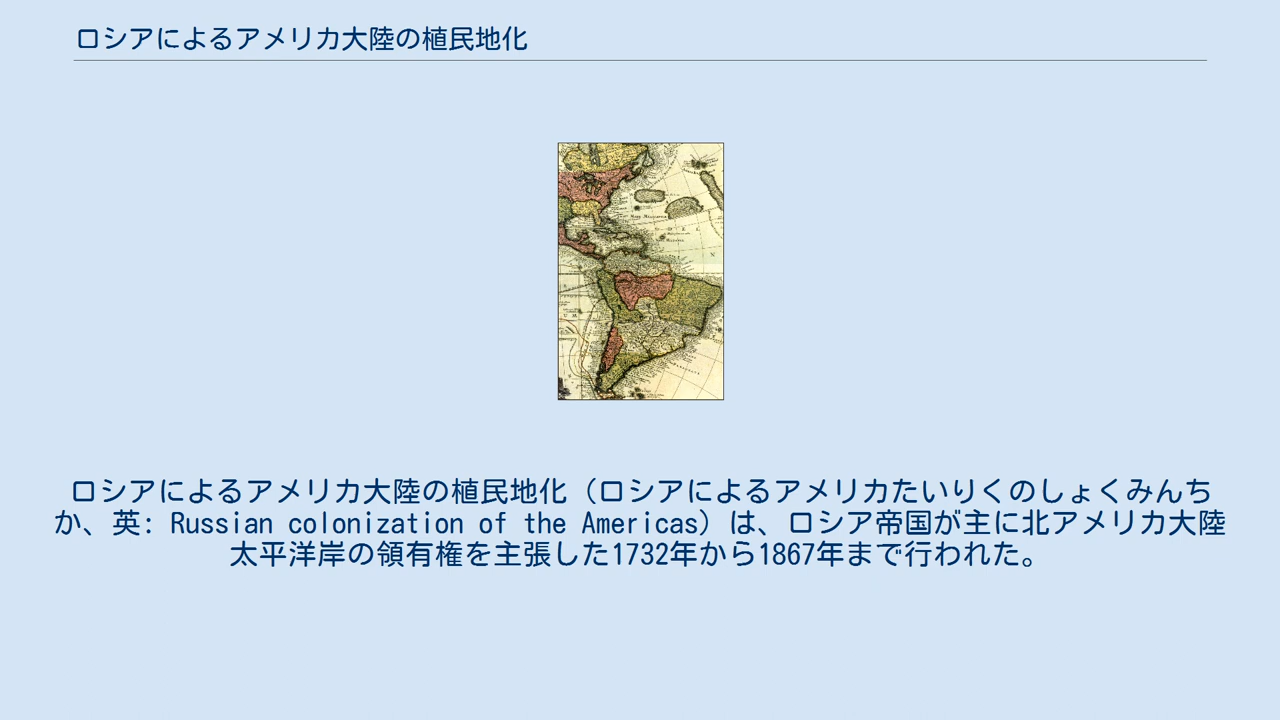 ロシアによるアメリカ大陸の植民地化
ロシアによるアメリカ大陸の植民地化（ロシアによるアメリカたいりくのしょくみんち
か、英: Russian colonization of the Americas）は、ロシア帝国が主に北アメリカ大陸
太平洋岸の領有権を主張した1732年から1867年まで行われた。